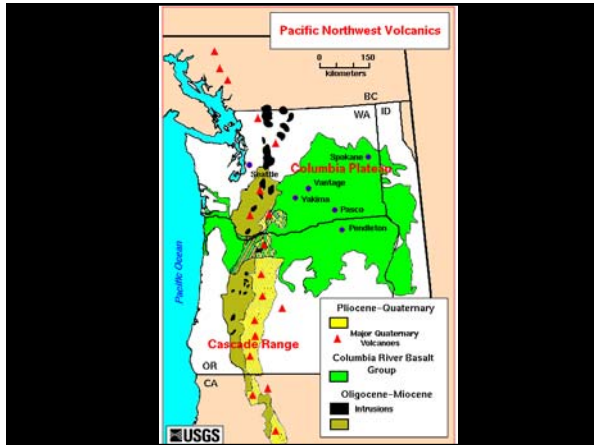 Pacific Northwest Volcanics
0 150
kilometers
BC
WA
ID
Spokane
Columbia Plateau
Seattle
Vantage
Yakima
Pasco
Pendleton
Pacific Ocean
Cascade Range
OR
CA
Pliocene-Quaternary
Major Quaternary
Volcanoes
Columbia River Basalt
Group
Oligocene-Miocene
Intrusions
USGS